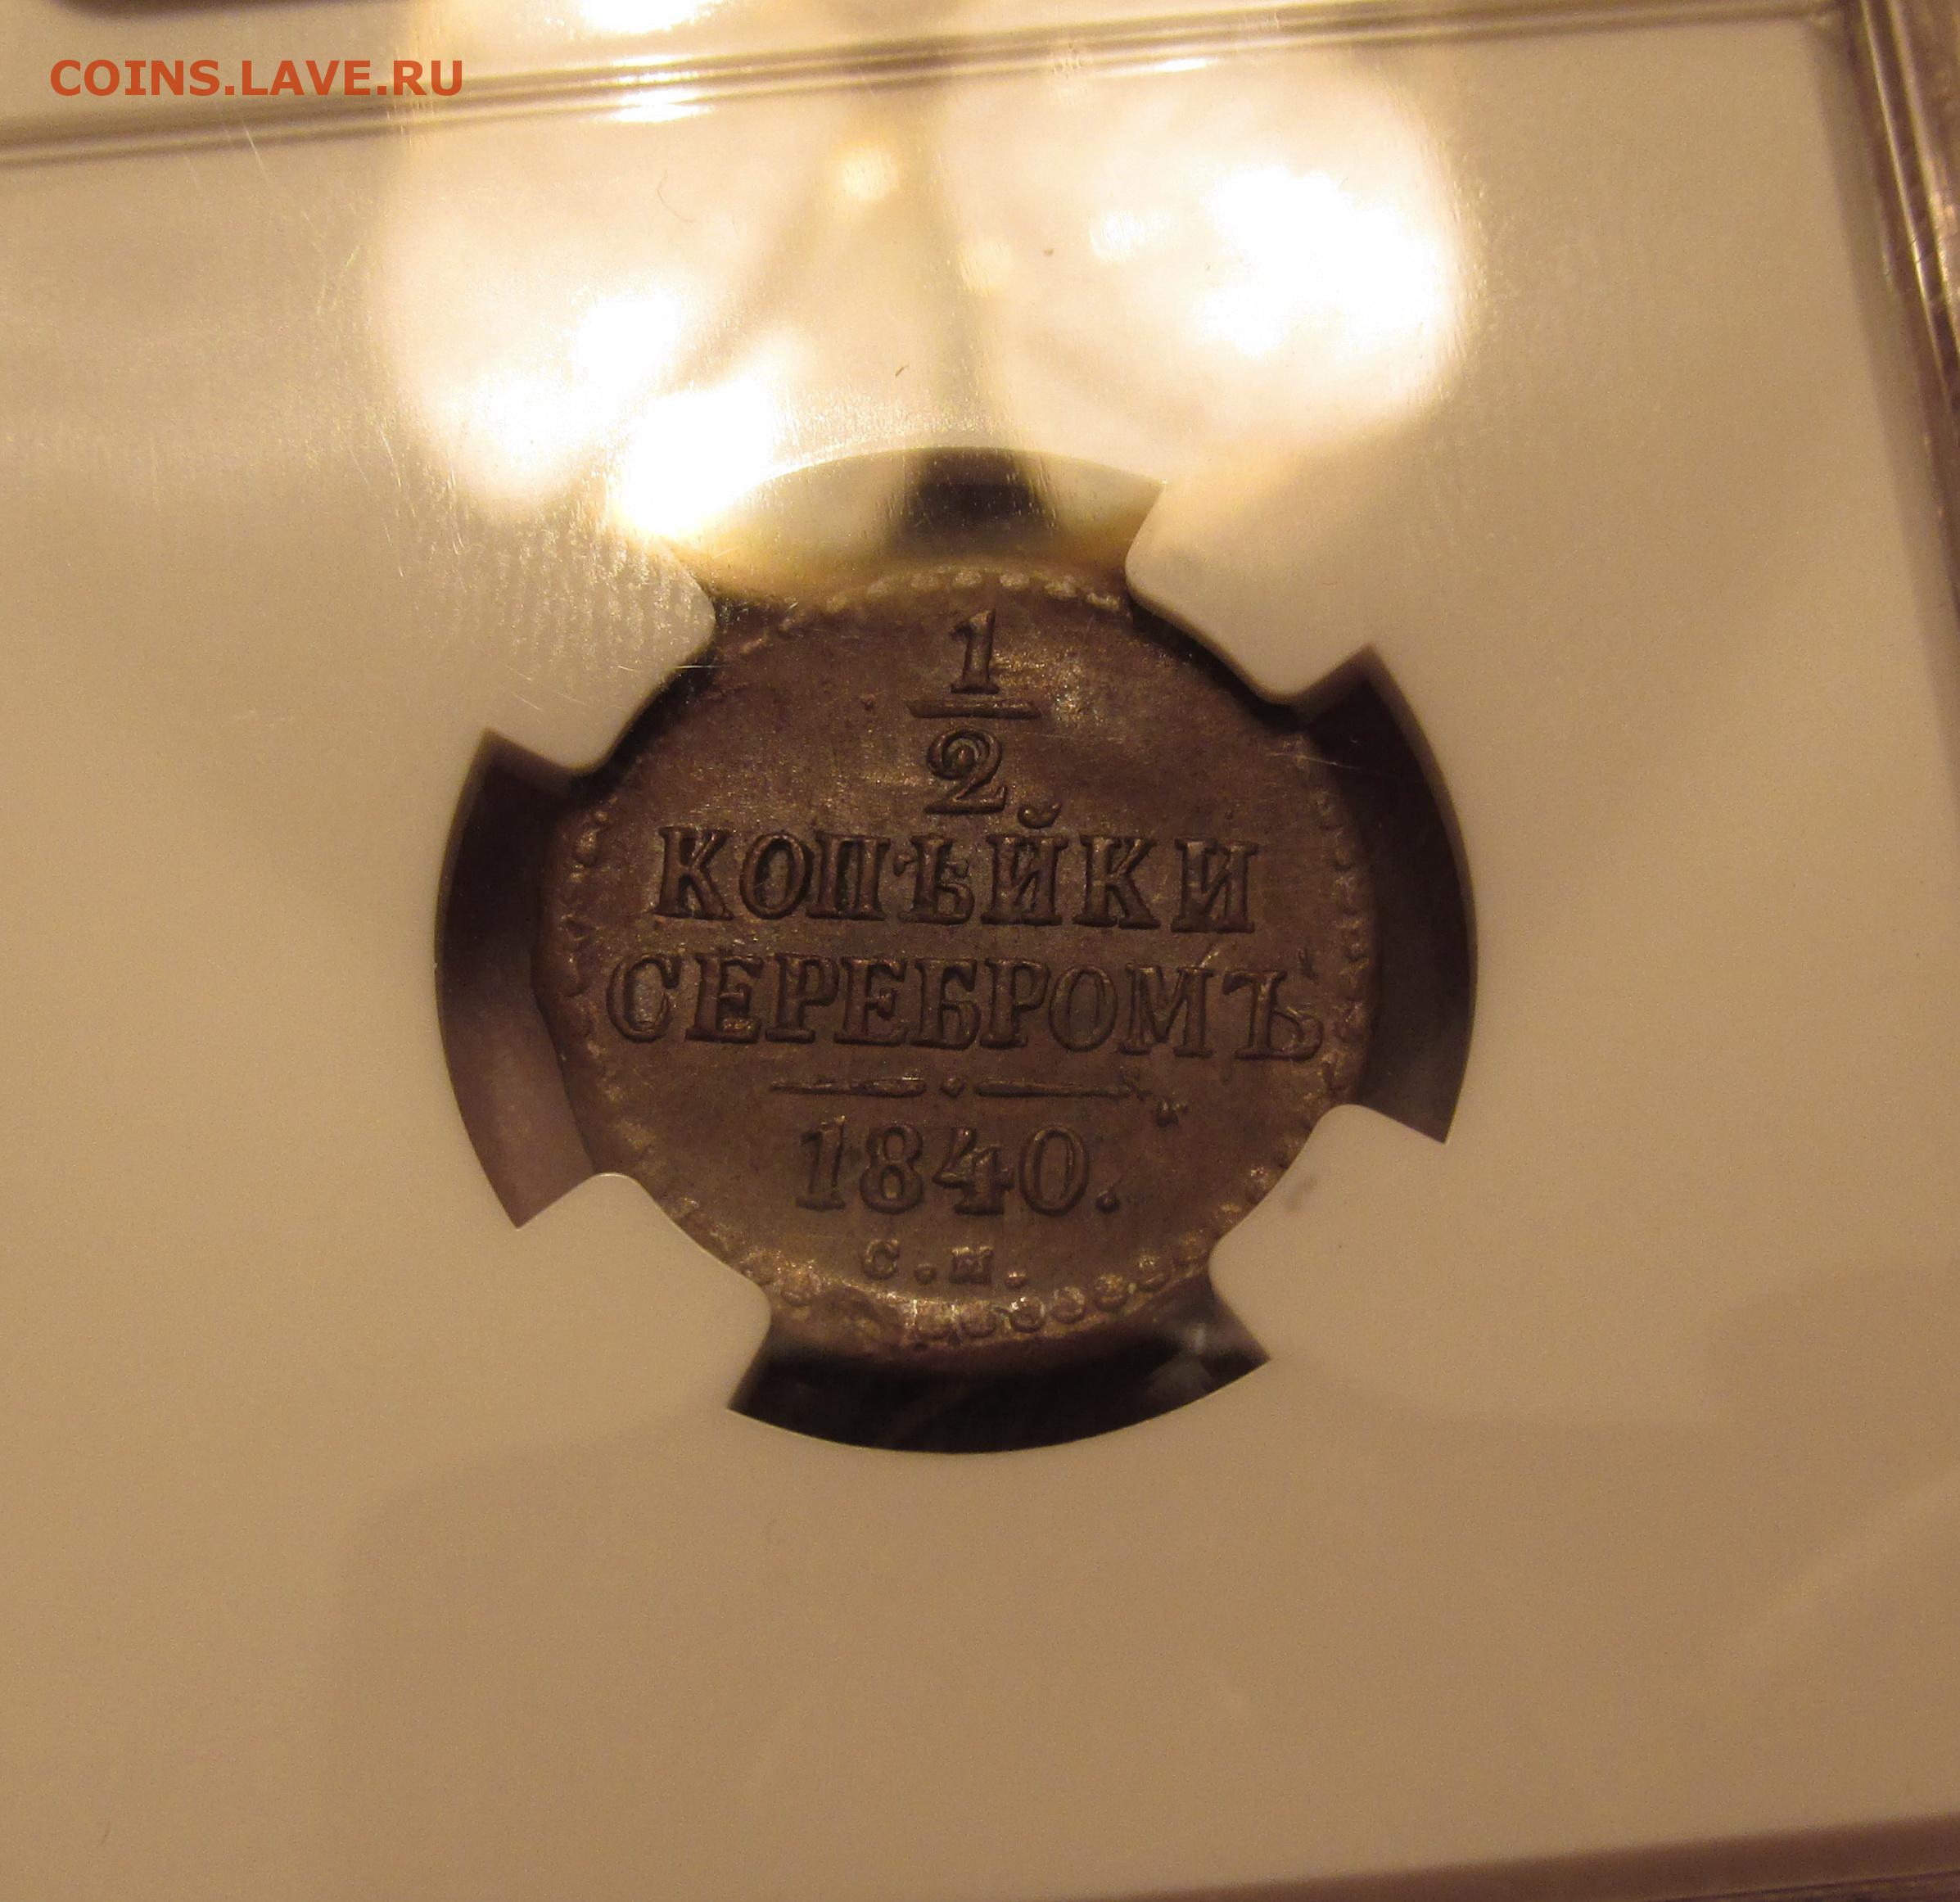 COINS.LAVE.RU
1
2
КОПѢЙКИ
СЕРЕБРОМЪ
1840.
С.М.